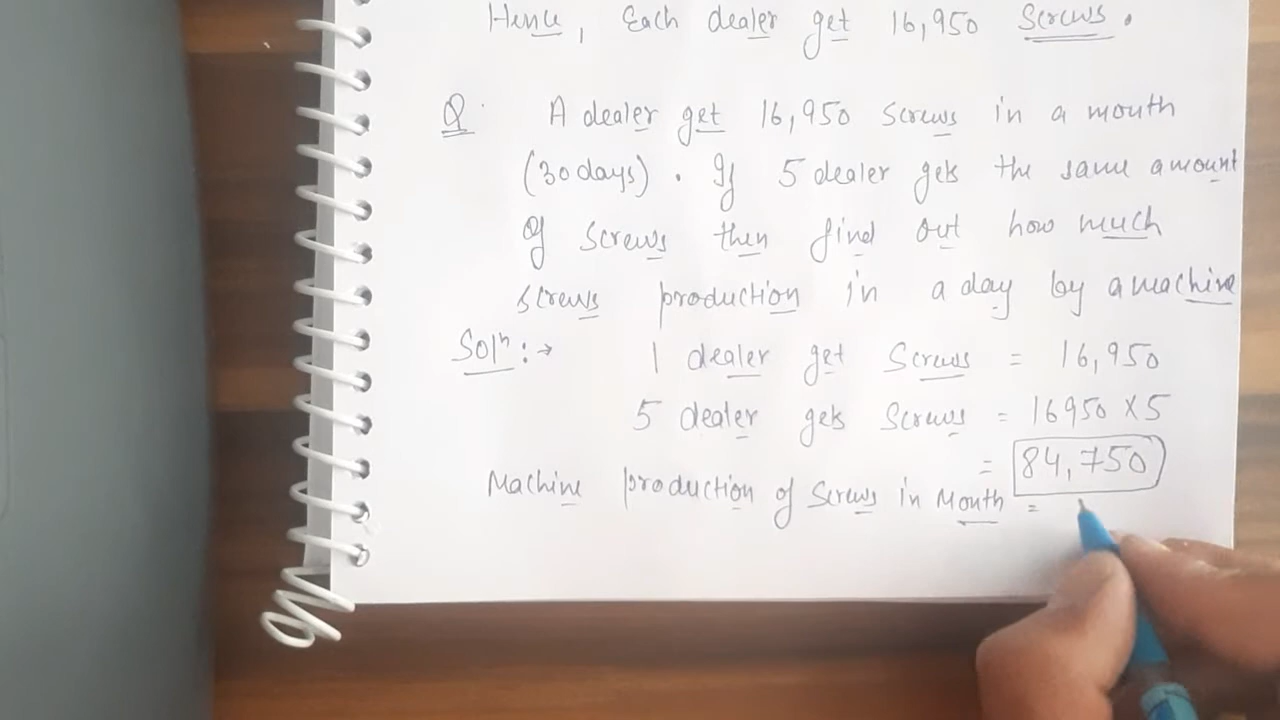 Hence, Each dealer get 16,950 Screws.
Q. A dealer get 16,950 screws in a mouth
(30 days). If 5 dealer gets the same amount
of screws then find out how much
screws production in a day by a machine
Solⁿ :→ 1 dealer get Screws = 16,950
5 dealer gets Screws = 16950 X 5
= 84,750
Machine production of Screws in Month =